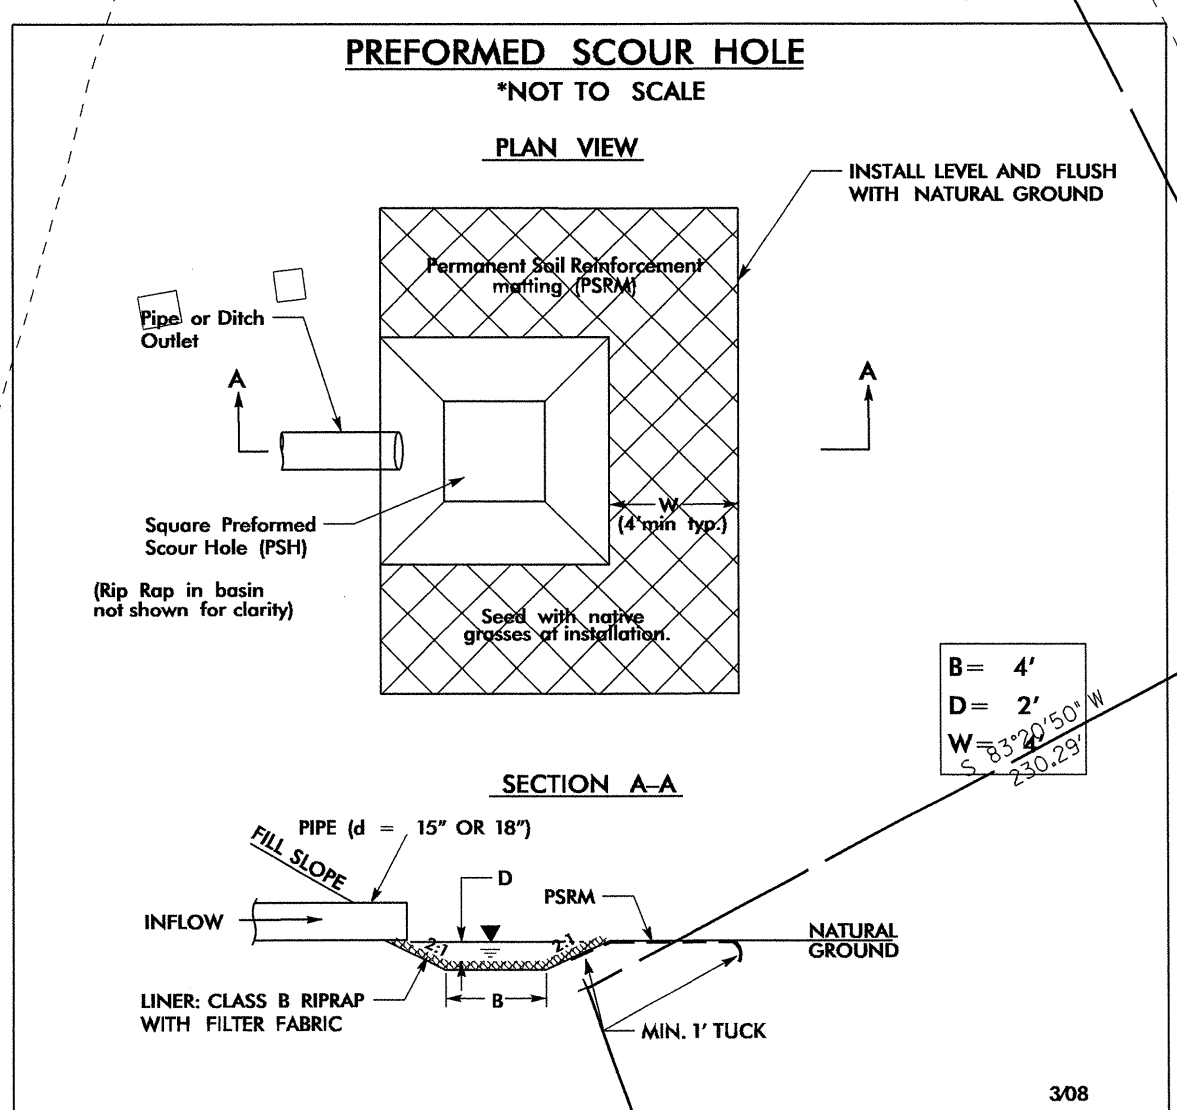 PREFORMED SCOUR HOLE
*NOT TO SCALE
PLAN VIEW
INSTALL LEVEL AND FLUSH
WITH NATURAL GROUND
Permanent Soil Reinforcement
matting (PSRM)
Pipe or Ditch
Outlet
A
A
W
(4'min typ.)
Square Preformed
Scour Hole (PSH)
(Rip Rap in basin
not shown for clarity)
Seed with native
grasses at installation.
B= 4'
D= 2'
W= 4'
S 83°20'50" W
230.29'
SECTION A-A
PIPE (d = 15" OR 18")
FILL SLOPE
D
PSRM
INFLOW
NATURAL
GROUND
2:1
2:1
LINER: CLASS B RIPRAP
WITH FILTER FABRIC
B
MIN. 1' TUCK
3/08